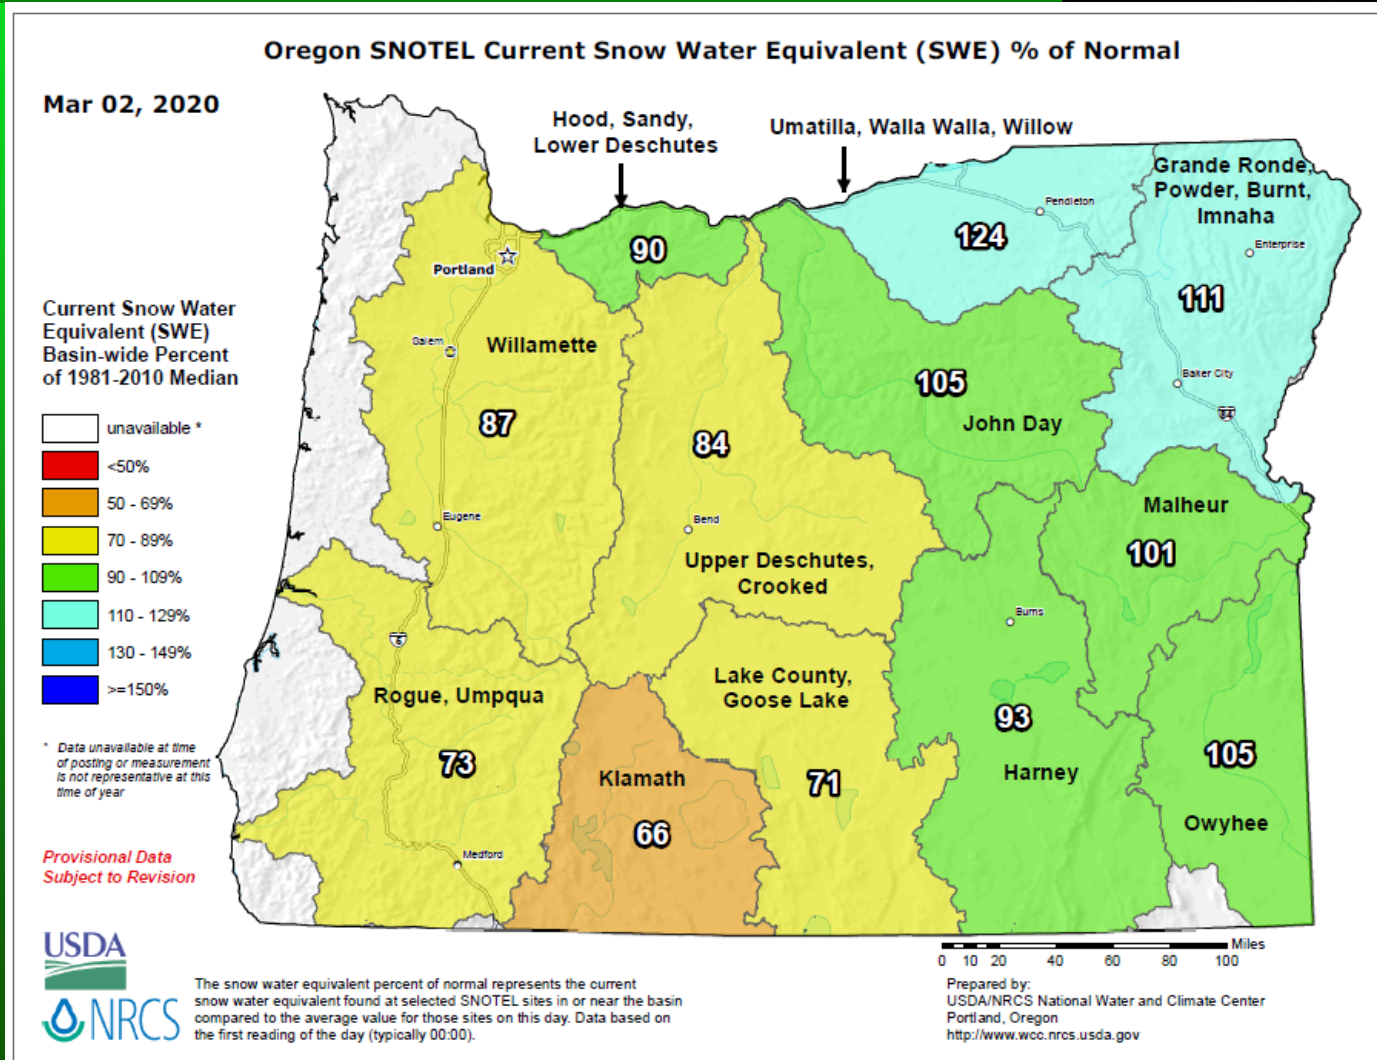 Oregon SNOTEL Current Snow Water Equivalent (SWE) % of Normal
Mar 02, 2020
Hood, Sandy,
Lower Deschutes
Umatilla, Walla Walla, Willow
Grande Ronde,
Powder, Burnt,
Imnaha
Pendleton
124
Enterprise
90
Portland
111
Current Snow Water
Equivalent (SWE)
Basin-wide Percent
of 1981-2010 Median
Salem
Willamette
87
84
105
John Day
Baker City
84
unavailable *
<50%
50 - 69%
70 - 89%
90 - 109%
110 - 129%
130 - 149%
>=150%
Eugene
Bend
Upper Deschutes,
Crooked
Malheur
101
Burns
5
Rogue, Umpqua
73
Lake County,
Goose Lake
71
93
Harney
105
Owyhee
Klamath
66
Medford
* Data unavailable at time
of posting or measurement
is not representative at this
time of year
Provisional Data
Subject to Revision
USDA
NRCS
The snow water equivalent percent of normal represents the current
snow water equivalent found at selected SNOTEL sites in or near the basin
compared to the average value for those sites on this day. Data based on
the first reading of the day (typically 00:00).
Miles
0 10 20 40 60 80 100
Prepared by:
USDA/NRCS National Water and Climate Center
Portland, Oregon
http://www.wcc.nrcs.usda.gov